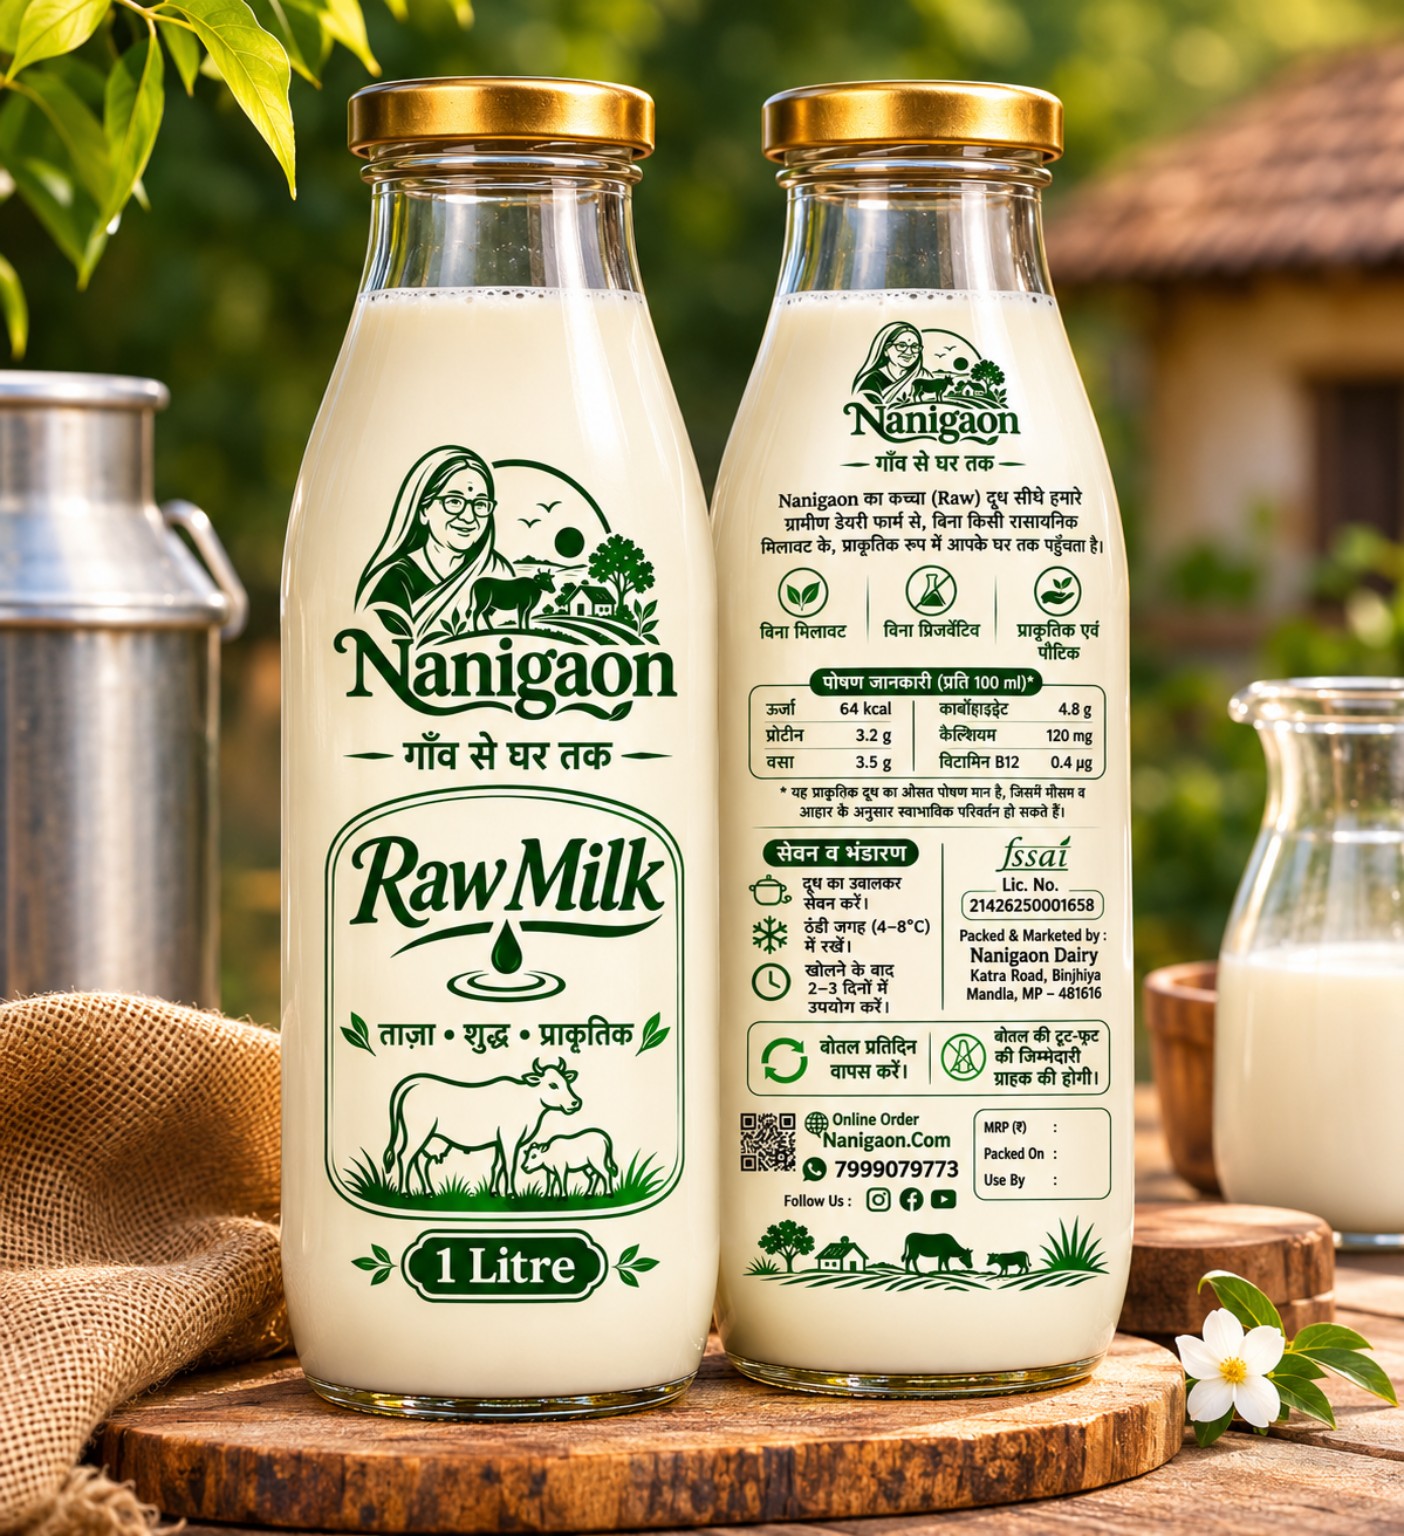 Nanigaon
गाँव से घर तक
Raw Milk
ताज़ा • शुद्ध • प्राकृतिक
1 Litre
Nanigaon
गाँव से घर तक
Nanigaon का कच्चा (Raw) दूध सीधे हमारे
ग्रामीण डेयरी फार्म से, बिना किसी रासायनिक
मिलावट के, प्राकृतिक रूप में आपके घर तक पहुँचता है।
बिना मिलावट
बिना प्रिजर्वेटिव
प्राकृतिक एवं
पौटिक
पोषण जानकारी (प्रति 100 ml)*
ऊर्जा 64 kcal कार्बोहाइड्रेट 4.8 g
प्रोटीन 3.2 g कैल्शियम 120 mg
वसा 3.5 g विटामिन B12 0.4 µg
* यह प्राकृतिक दूध का औसत पोषण मान है, जिसमें मौसम व
आहार के अनुसार स्वाभाविक परिवर्तन हो सकते हैं।
सेवन व भंडारण
दूध का उबालकर
सेवन करें।
ठंडी जगह (4–8°C)
में रखें।
खोलने के बाद
2–3 दिनों में
उपयोग करें।
fssai
Lic. No.
21426250001658
Packed & Marketed by :
Nanigaon Dairy
Katra Road, Binjhiya
Mandla, MP – 481616
बोतल प्रतिदिन
वापस करें।
बोतल की टूट-फूट
की जिम्मेदारी
ग्राहक की होगी।
Online Order
Nanigaon.Com
7999079773
Follow Us :
MRP (₹) :
Packed On :
Use By :